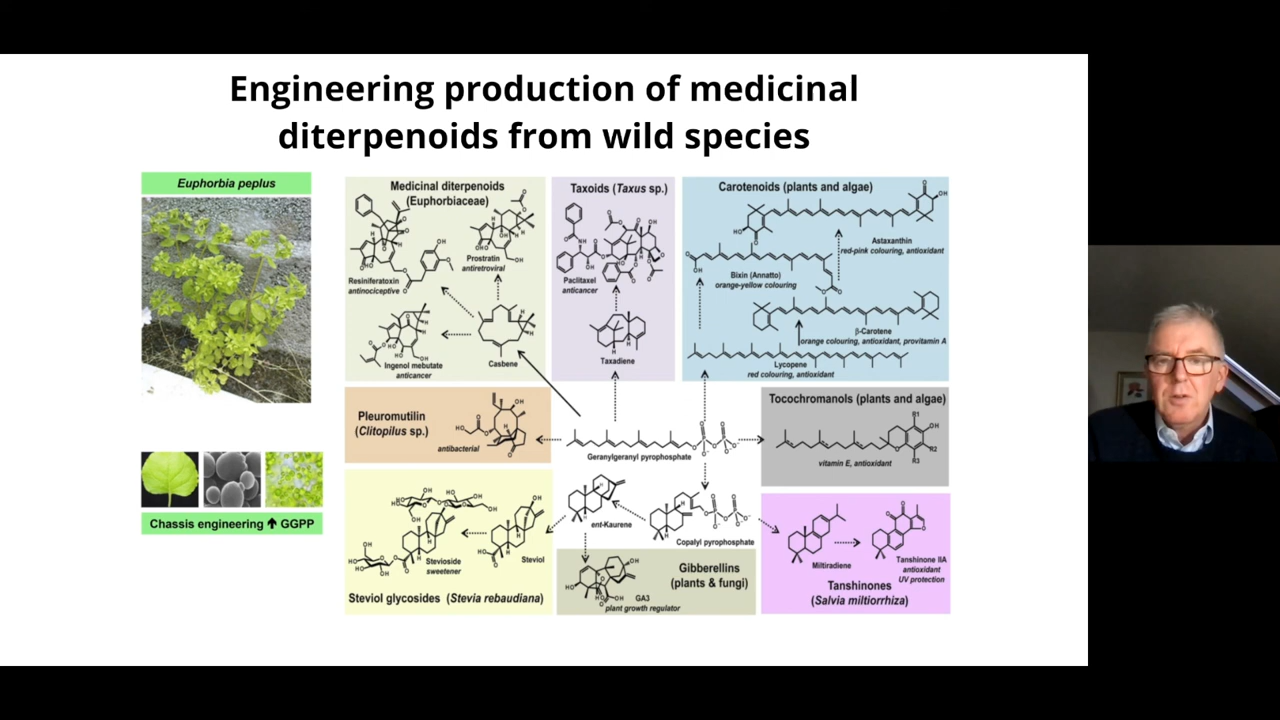 Engineering production of medicinal
diterpenoids from wild species
Euphorbia peplus
Chassis engineering ↑ GGPP
Medicinal diterpenoids
(Euphorbiaceae)
Resiniferatoxin
antinociceptive
Prostratin
antiretroviral
Ingenol mebutate
anticancer
Casbene
Taxoids (Taxus sp.)
Paclitaxel
anticancer
Taxadiene
Carotenoids (plants and algae)
Astaxanthin
red-pink colouring, antioxidant
Bixin (Annatto)
orange-yellow colouring
β-Carotene
orange colouring, antioxidant, provitamin A
Lycopene
red colouring, antioxidant
Pleuromutilin
(Clitopilus sp.)
antibacterial
Geranylgeranyl pyrophosphate
Tocochromanols (plants and algae)
R1
OH
R2
R3
vitamin E, antioxidant
Stevioside
sweetener
Steviol
Steviol glycosides (Stevia rebaudiana)
ent-Kaurene
Copalyl pyrophosphate
Gibberellins
(plants & fungi)
GA3
plant growth regulator
Miltiradiene
Tanshinone IIA
antioxidant
UV protection
Tanshinones
(Salvia miltiorrhiza)